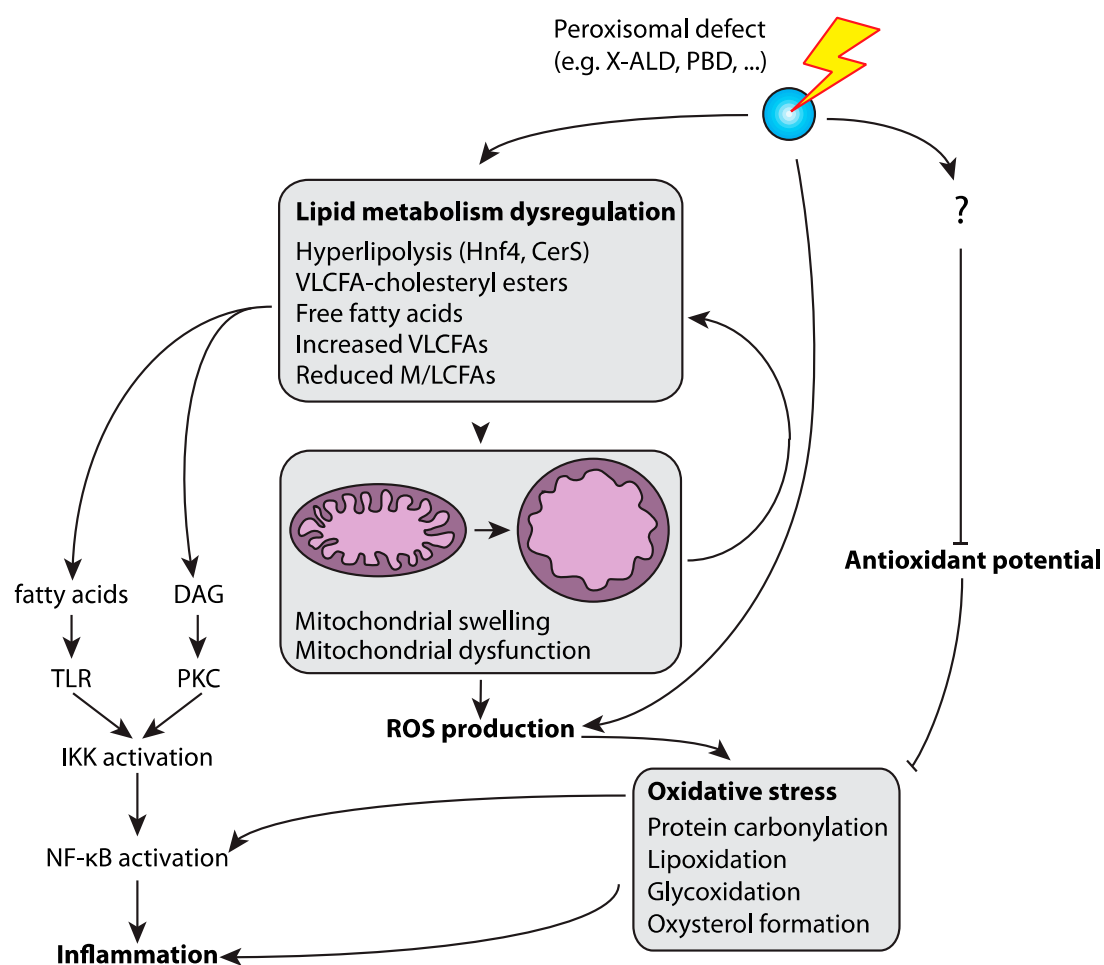 Peroxisomal defect
(e.g. X-ALD, PBD, ...)
?
Lipid metabolism dysregulation
Hyperlipolysis (Hnf4, CerS)
VLCFA-cholesteryl esters
Free fatty acids
Increased VLCFAs
Reduced M/LCFAs
Mitochondrial swelling
Mitochondrial dysfunction
Antioxidant potential
fatty acids
DAG
TLR
PKC
IKK activation
NF-κB activation
Inflammation
ROS production
Oxidative stress
Protein carbonylation
Lipoxidation
Glycoxidation
Oxysterol formation